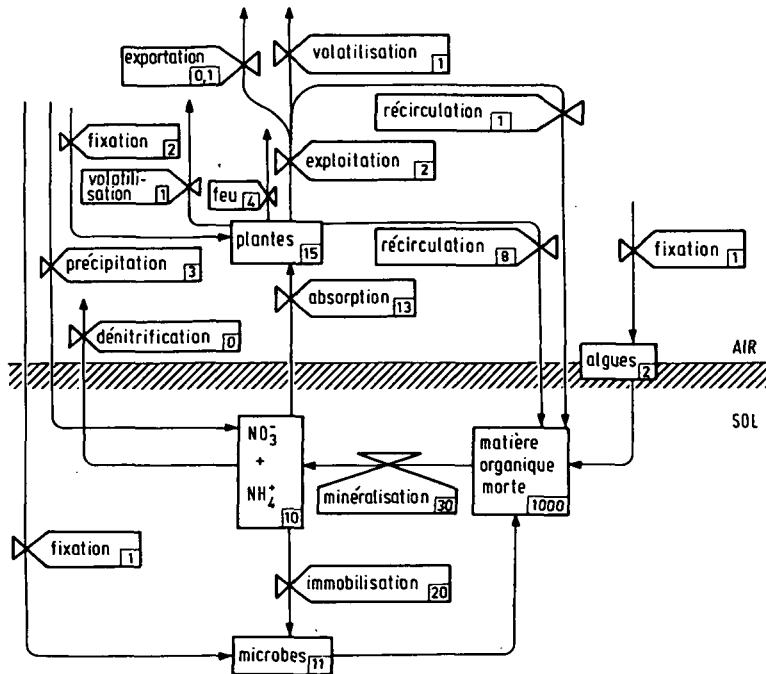 exportation
0,1
volatilisation
1
fixation
2
récirculation
1
exploitation
2
volatili-
sation
1
feu
4
plantes
15
récirculation
8
fixation
1
précipitation
3
absorption
13
dénitrification
0
algues
2
AIR
SOL
NO₃⁻
+
NH₄⁺
10
matière
organique
morte
1000
minéralisation
30
fixation
1
immobilisation
20
microbes
11